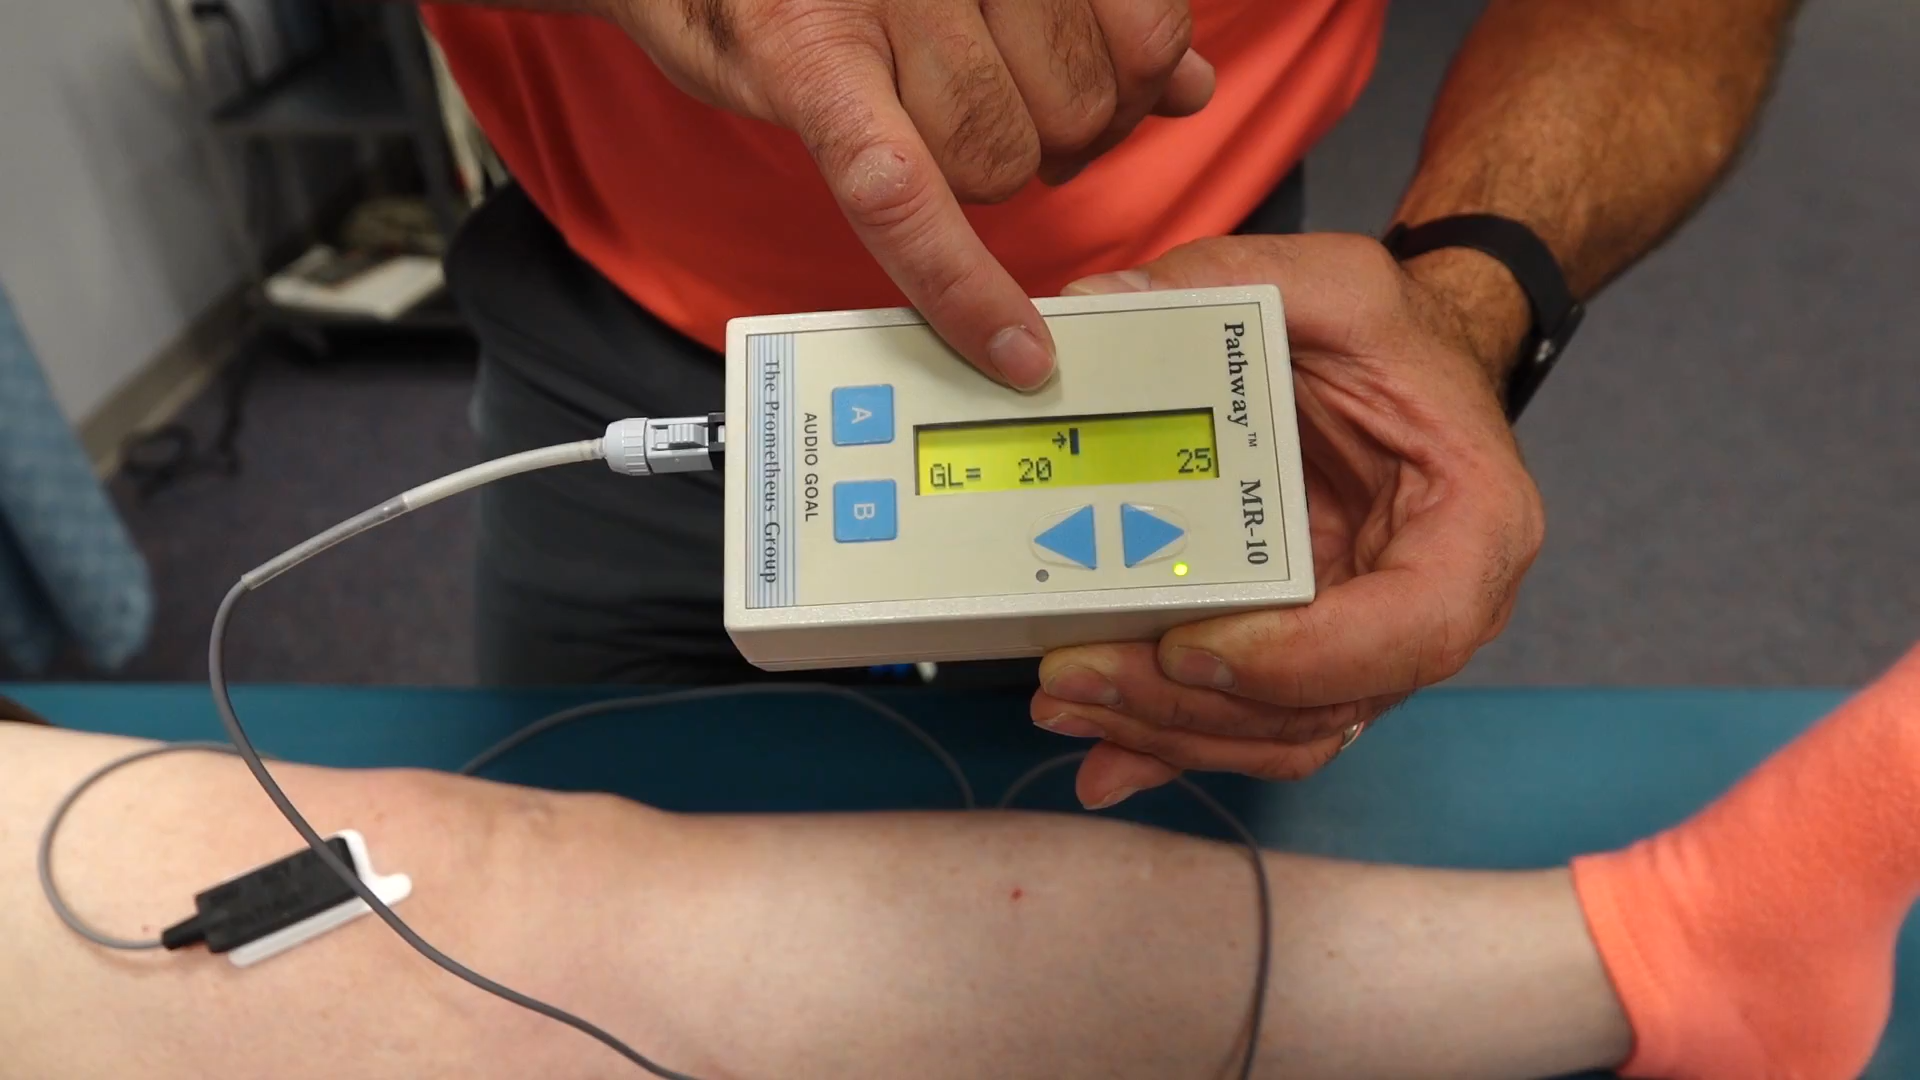 Pathway™ MR-10
↑
GL= 20 25
A
B
AUDIO GOAL
The Prometheus Group